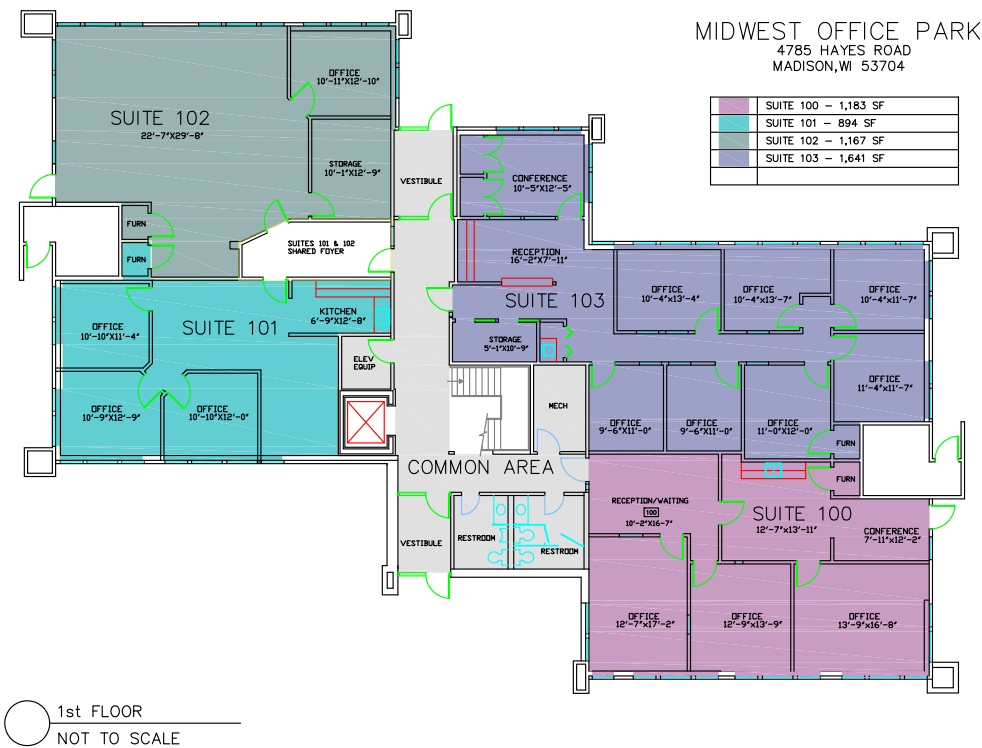 MIDWEST OFFICE PARK
4785 HAYES ROAD
MADISON,WI 53704
SUITE 100 – 1,183 SF
SUITE 101 – 894 SF
SUITE 102 – 1,167 SF
SUITE 103 – 1,641 SF
OFFICE
10'-11"X12'-10"
SUITE 102
22'-7"X29'-8"
STORAGE
10'-1"X12'-9"
VESTIBULE
CONFERENCE
10'-5"X12'-5"
FURN
FURN
SUITES 101 & 102
SHARED FOYER
RECEPTION
16'-2"X7'-11"
SUITE 103
OFFICE
10'-4"x13'-4"
OFFICE
10'-4"x13'-7"
OFFICE
10'-4"x11'-7"
OFFICE
10'-10"X11'-4"
SUITE 101
KITCHEN
6'-9"X12'-8"
STORAGE
5'-1"X10'-9"
ELEV
EQUIP
OFFICE
11'-4"x11'-7"
OFFICE
10'-9"X12'-9"
OFFICE
10'-10"X12'-0"
MECH
OFFICE
9'-6"X11'-0"
OFFICE
9'-6"X11'-0"
OFFICE
11'-0"X12'-0"
FURN
COMMON AREA
FURN
RECEPTION/WAITING
100
10'-2"X16-7"
SUITE 100
12'-7"x13'-11"
CONFERENCE
7'-11"x12'-2"
VESTIBULE
RESTROOM
RESTROOM
OFFICE
12'-7"x17'-2"
OFFICE
12'-9"x13'-9"
OFFICE
13'-9"x16'-8"
1st FLOOR
NOT TO SCALE